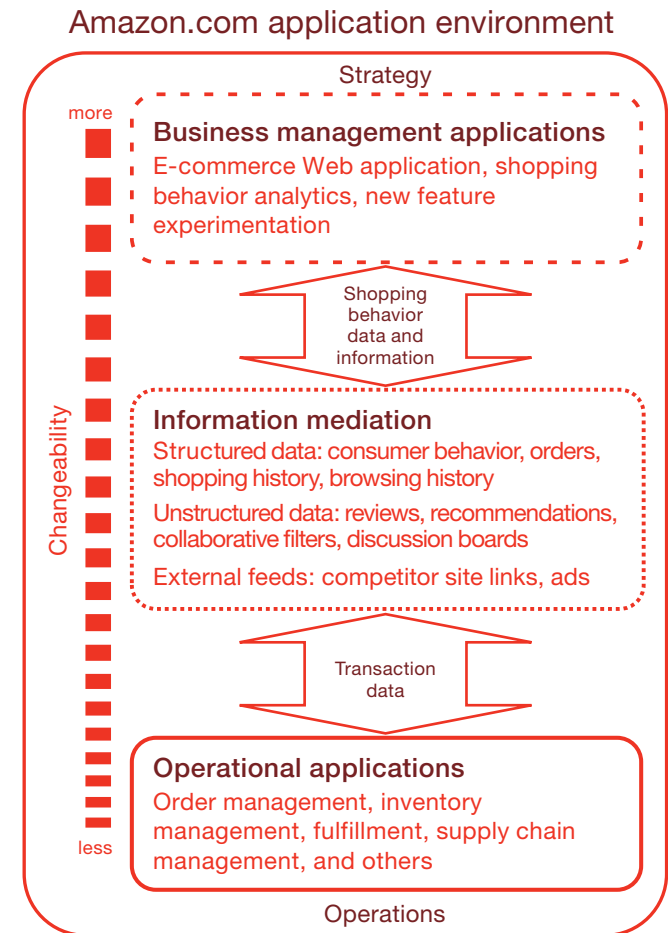 Amazon.com application environment
Strategy
more
Business management applications
E-commerce Web application, shopping
behavior analytics, new feature
experimentation
Shopping
behavior
data and
information
Changeability
Information mediation
Structured data: consumer behavior, orders,
shopping history, browsing history
Unstructured data: reviews, recommendations,
collaborative filters, discussion boards
External feeds: competitor site links, ads
Transaction
data
Operational applications
Order management, inventory
management, fulfillment, supply chain
management, and others
less
Operations